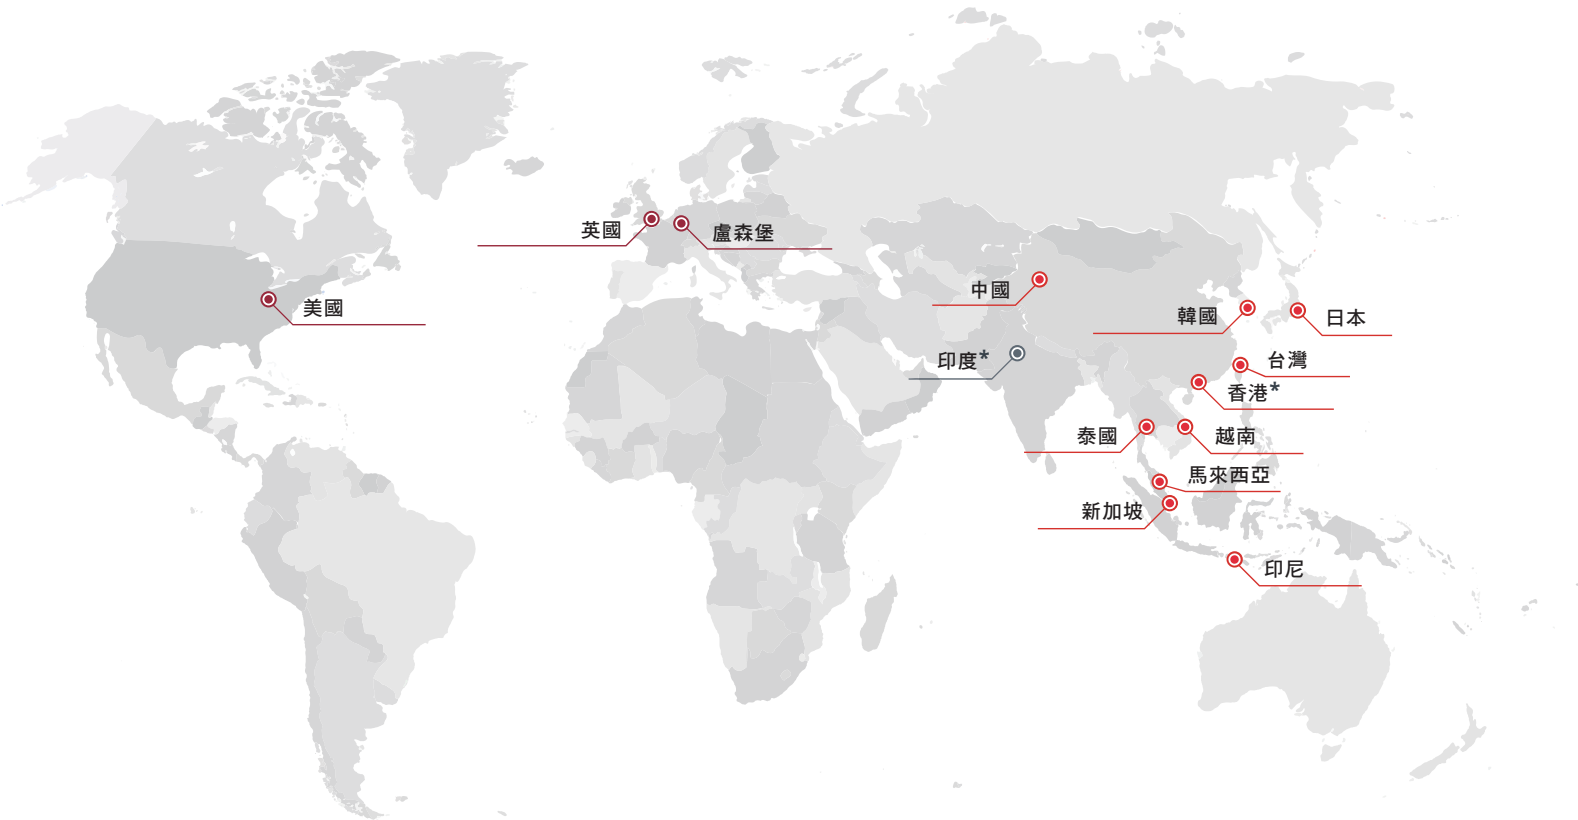 英國
盧森堡
美國
中國
韓國
日本
印度*
台灣
香港*
泰國
越南
馬來西亞
新加坡
印尼